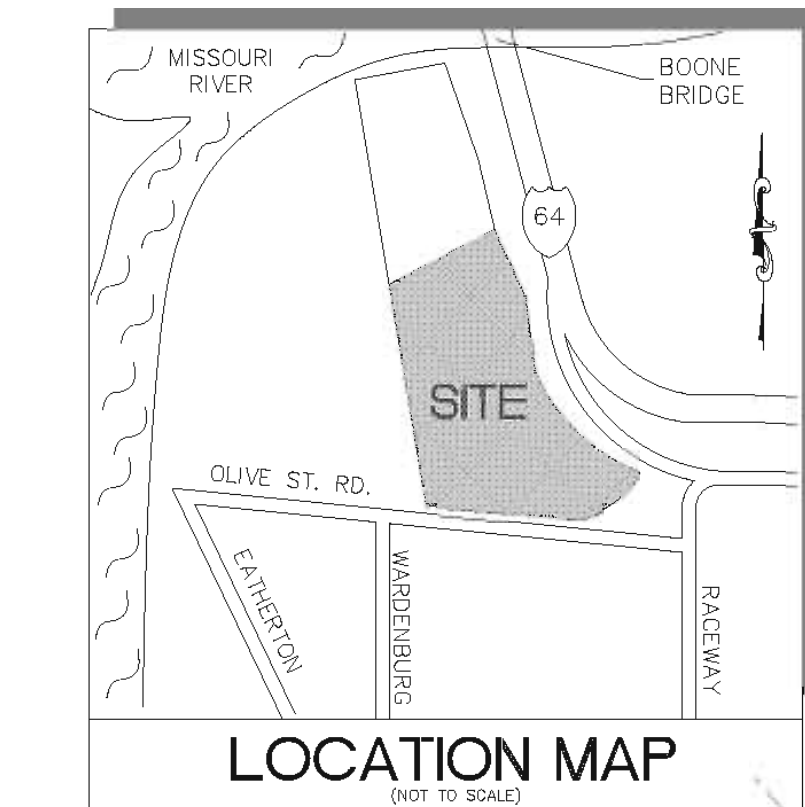 MISSOURI
RIVER
BOONE
BRIDGE
64
SITE
OLIVE ST. RD.
EATHERTON
WARDENBURG
RACEWAY
LOCATION MAP
(NOT TO SCALE)